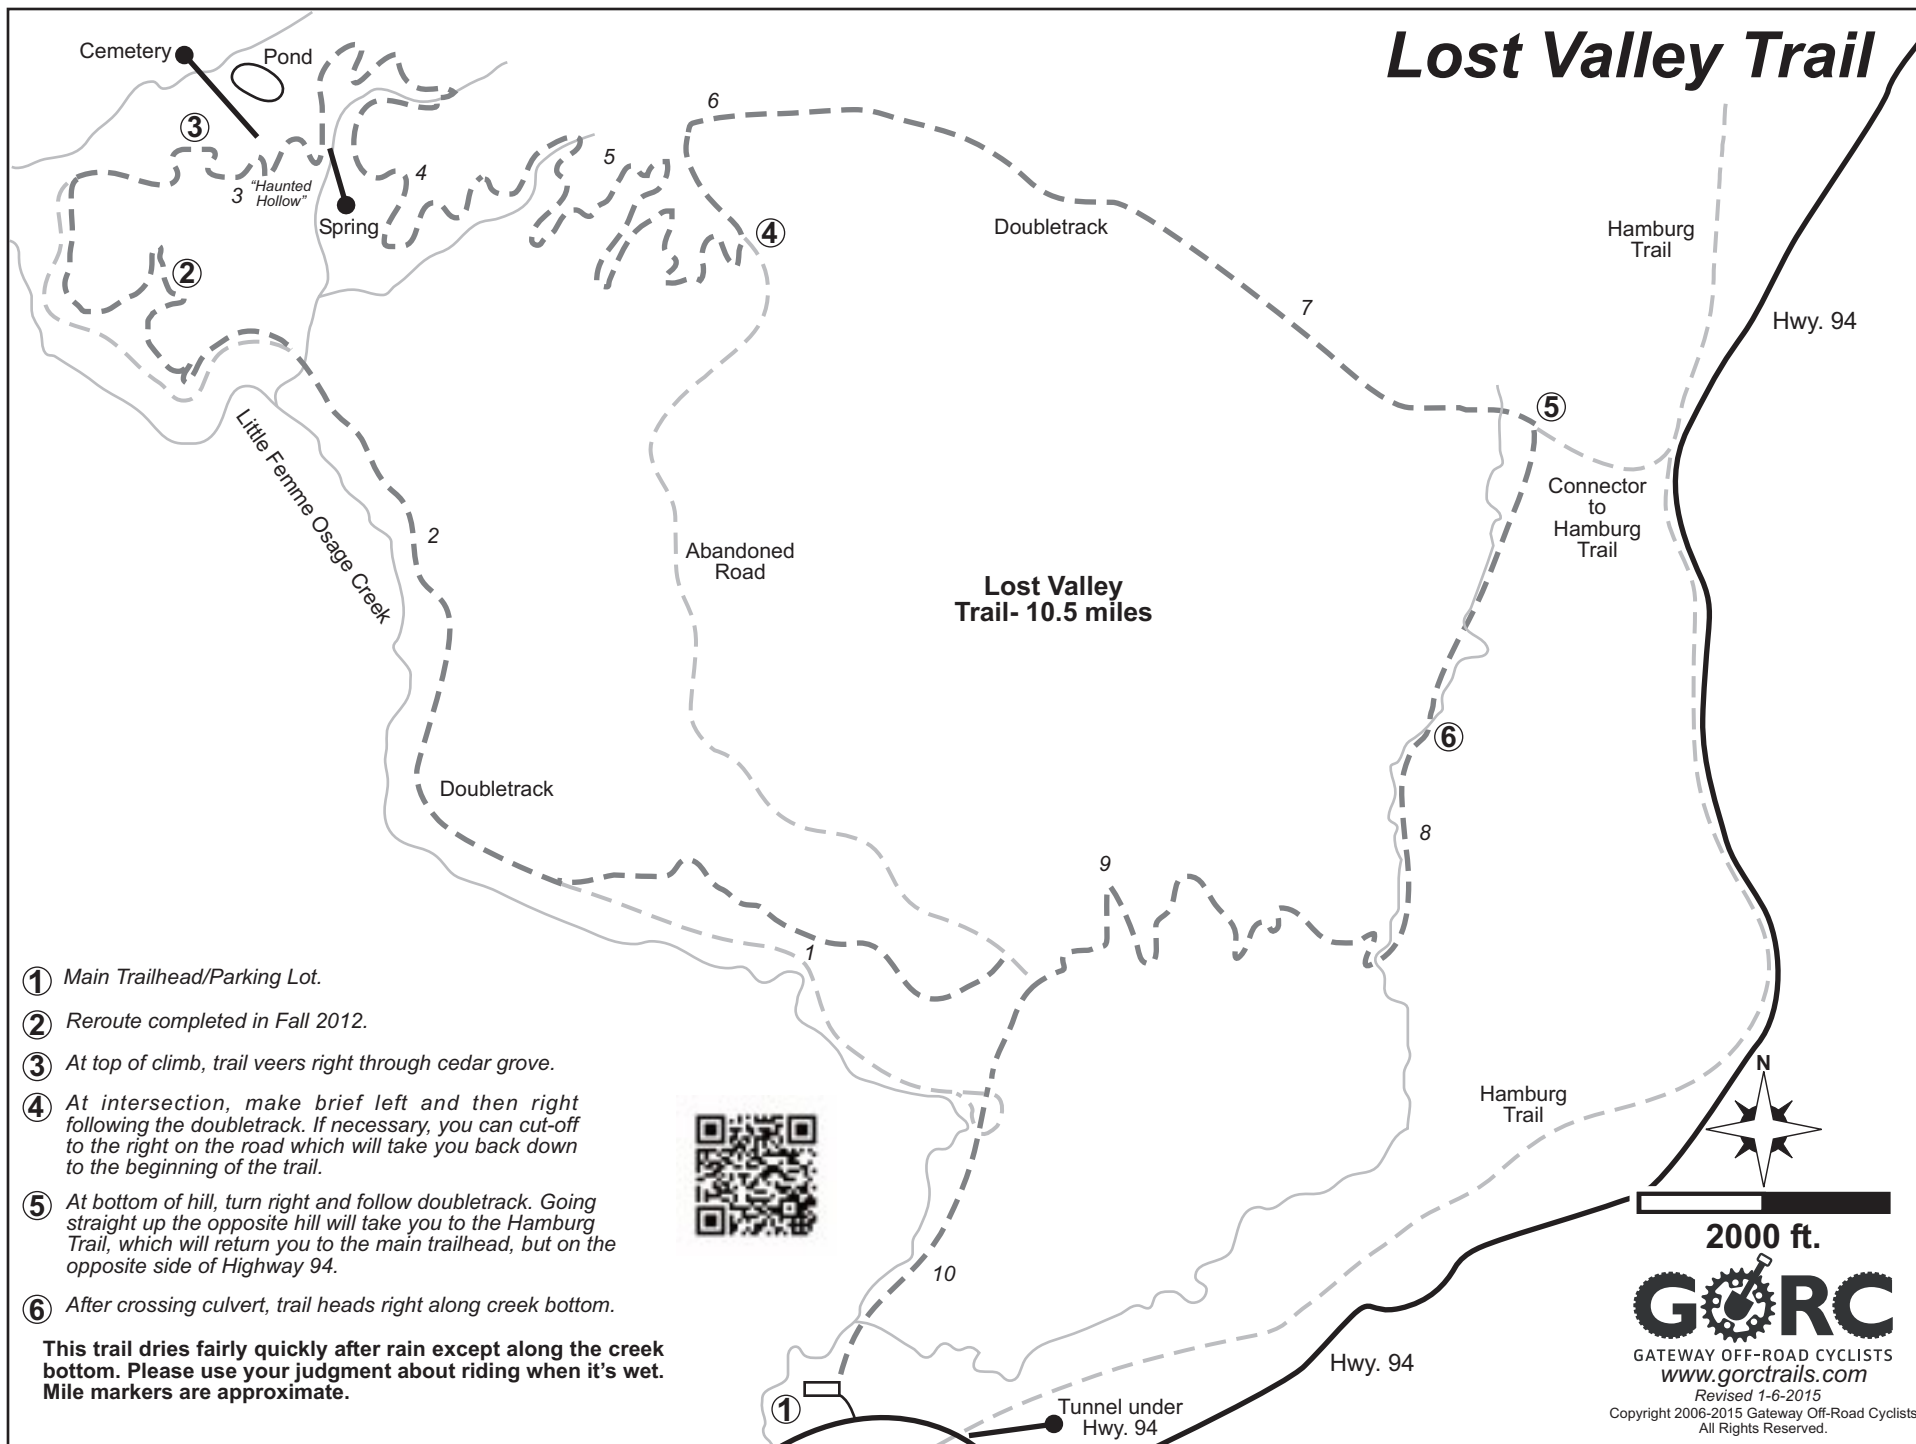 Lost Valley Trail
Cemetery
Pond
3
3
"Haunted
Hollow"
Spring
4
5
6
4
2
Doubletrack
7
Hamburg
Trail
Hwy. 94
5
Connector
to
Hamburg
Trail
Little Femme Osage Creek
2
Abandoned
Road
Lost Valley
Trail- 10.5 miles
6
Doubletrack
8
9
1
Hamburg
Trail
10
Hwy. 94
1
Tunnel under
Hwy. 94
1 Main Trailhead/Parking Lot.
2 Reroute completed in Fall 2012.
3 At top of climb, trail veers right through cedar grove.
4 At intersection, make brief left and then right
following the doubletrack. If necessary, you can cut-off
to the right on the road which will take you back down
to the beginning of the trail.
5 At bottom of hill, turn right and follow doubletrack. Going
straight up the opposite hill will take you to the Hamburg
Trail, which will return you to the main trailhead, but on the
opposite side of Highway 94.
6 After crossing culvert, trail heads right along creek bottom.
This trail dries fairly quickly after rain except along the creek
bottom. Please use your judgment about riding when it's wet.
Mile markers are approximate.
N
2000 ft.
GORC
GATEWAY OFF-ROAD CYCLISTS
www.gorctrails.com
Revised 1-6-2015
Copyright 2006-2015 Gateway Off-Road Cyclists
All Rights Reserved.